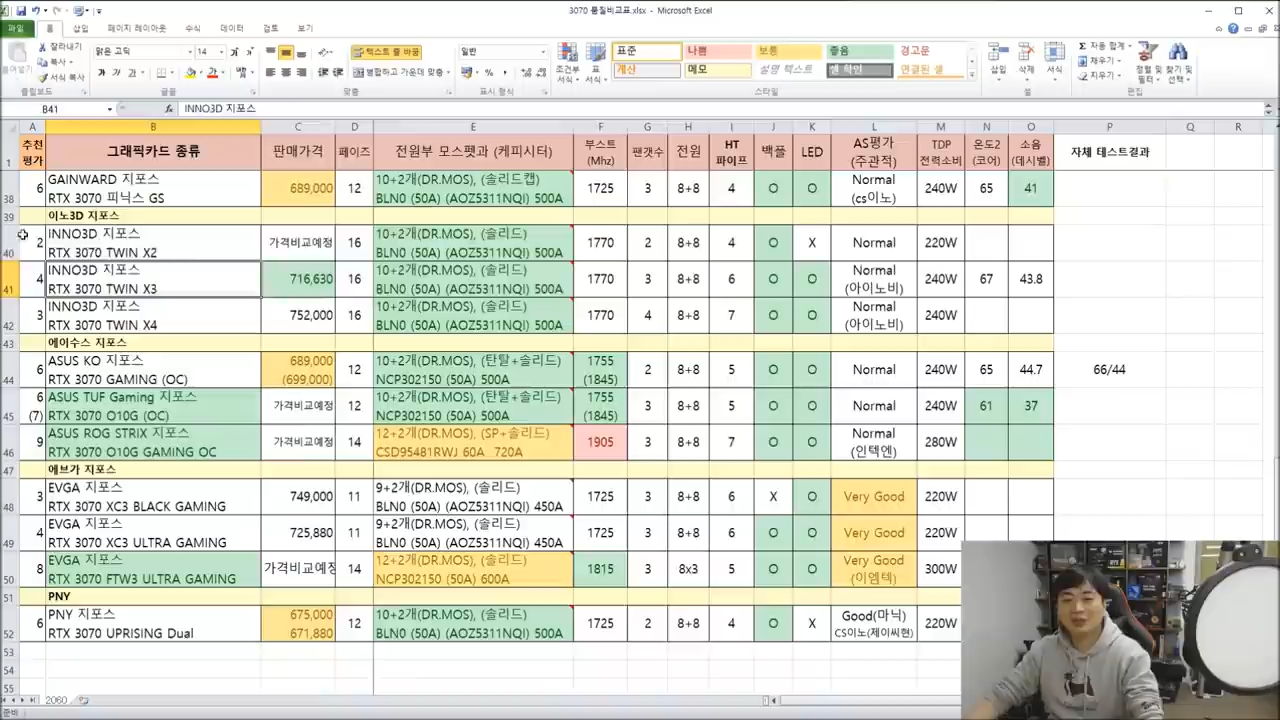 3070 품질비교표.xlsx - Microsoft Excel
파일 홈 삽입 페이지 레이아웃 수식 데이터 검토 보기
잘라내기 맑은 고딕 14 텍스트 줄 바꿈 일반 표준 나쁨 보통 좋음 경고문 자동 합계
복사 병합하고 가운데 맞춤 조건부 서식 표 서식 계산 메모 설명 텍스트 셀 확인 연결된 셀 삽입 삭제 서식 채우기 정렬 및 필터 찾기 및 선택
서식 복사 지우기
클립보드 글꼴 맞춤 표시 형식 스타일 셀 편집
B41 fx INNO3D 지포스
A B C D E F G H I J K L M N O P Q R
1 추천 평가 그래픽카드 종류 판매가격 페이즈 전원부 모스펫과 (케피시터) 부스트 (Mhz) 팬갯수 전원 HT 파이프 백플 LED AS평가 (주관적) TDP 전력소비 온도2 (코어) 소음 (데시벨) 자체 테스트결과
38 6 GAINWARD 지포스 RTX 3070 피닉스 GS 689,000 12 10+2개(DR.MOS), (솔리드캡) BLN0 (50A) (AOZ5311NQI) 500A 1725 3 8+8 4 O O Normal (cs이노) 240W 65 41
39 이노3D 지포스
40 2 INNO3D 지포스 RTX 3070 TWIN X2 가격비교예정 16 10+2개(DR.MOS), (솔리드) BLN0 (50A) (AOZ5311NQI) 500A 1770 2 8+8 4 O X Normal 220W
41 4 INNO3D 지포스 RTX 3070 TWIN X3 716,630 16 10+2개(DR.MOS), (솔리드) BLN0 (50A) (AOZ5311NQI) 500A 1770 3 8+8 6 O O Normal (아이노비) 240W 67 43.8
42 3 INNO3D 지포스 RTX 3070 TWIN X4 752,000 16 10+2개(DR.MOS), (솔리드) BLN0 (50A) (AOZ5311NQI) 500A 1770 4 8+8 7 O O Normal (아이노비) 240W
43 에이수스 지포스
44 6 ASUS KO 지포스 RTX 3070 GAMING (OC) 689,000 (699,000) 12 10+2개(DR.MOS), (탄탈+솔리드) NCP302150 (50A) 500A 1755 (1845) 3 8+8 5 O O Normal 240W 65 44.7 66/44
45 6 (7) ASUS TUF Gaming 지포스 RTX 3070 O10G (OC) 가격비교예정 12 10+2개(DR.MOS), (탄탈+솔리드) NCP302150 (50A) 500A 1755 (1845) 3 8+8 5 O O Normal 240W 61 37
46 9 ASUS ROG STRIX 지포스 RTX 3070 O10G GAMING OC 가격비교예정 14 12+2개(DR.MOS), (SP+솔리드) CSD95481RWJ 60A 720A 1905 3 8+8 7 O O Normal (인텍엔) 280W
47 에브가 지포스
48 3 EVGA 지포스 RTX 3070 XC3 BLACK GAMING 749,000 11 9+2개(DR.MOS), (솔리드) BLN0 (50A) (AOZ5311NQI) 450A 1725 3 8+8 6 X O Very Good 220W
49 4 EVGA 지포스 RTX 3070 XC3 ULTRA GAMING 725,880 11 9+2개(DR.MOS), (솔리드) BLN0 (50A) (AOZ5311NQI) 450A 1725 3 8+8 6 O O Very Good 220W
50 8 EVGA 지포스 RTX 3070 FTW3 ULTRA GAMING 가격비교예정 14 12+2개(DR.MOS), (솔리드) NCP302150 (50A) 600A 1815 3 8x3 5 O O Very Good (이엠텍) 300W
51 PNY
52 6 PNY 지포스 RTX 3070 UPRISING Dual 675,000 671,880 12 10+2개(DR.MOS), (솔리드) BLN0 (50A) (AOZ5311NQI) 500A 1725 2 8+8 4 O X Good(마닉) CS이노(제이씨현) 220W
53
54
55
2060
준비